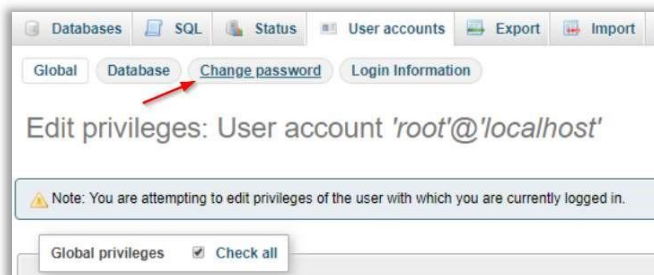 Databases SQL Status User accounts Export Import
Global Database Change password Login Information
Edit privileges: User account 'root'@'localhost'
Note: You are attempting to edit privileges of the user with which you are currently logged in.
Global privileges Check all